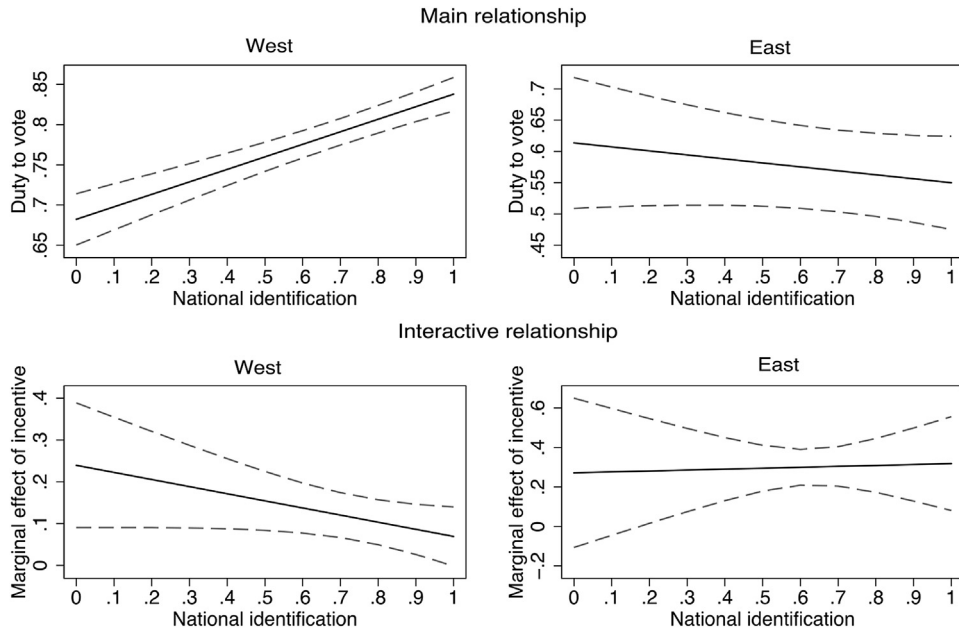 Main relationship
West
Duty to vote
.65 .7 .75 .8 .85
0 .1 .2 .3 .4 .5 .6 .7 .8 .9 1
National identification
East
Duty to vote
.45 .5 .55 .6 .65 .7
0 .1 .2 .3 .4 .5 .6 .7 .8 .9 1
National identification
Interactive relationship
West
Marginal effect of incentive
0 .1 .2 .3 .4
0 .1 .2 .3 .4 .5 .6 .7 .8 .9 1
National identification
East
Marginal effect of incentive
-.2 0 .2 .4 .6
0 .1 .2 .3 .4 .5 .6 .7 .8 .9 1
National identification